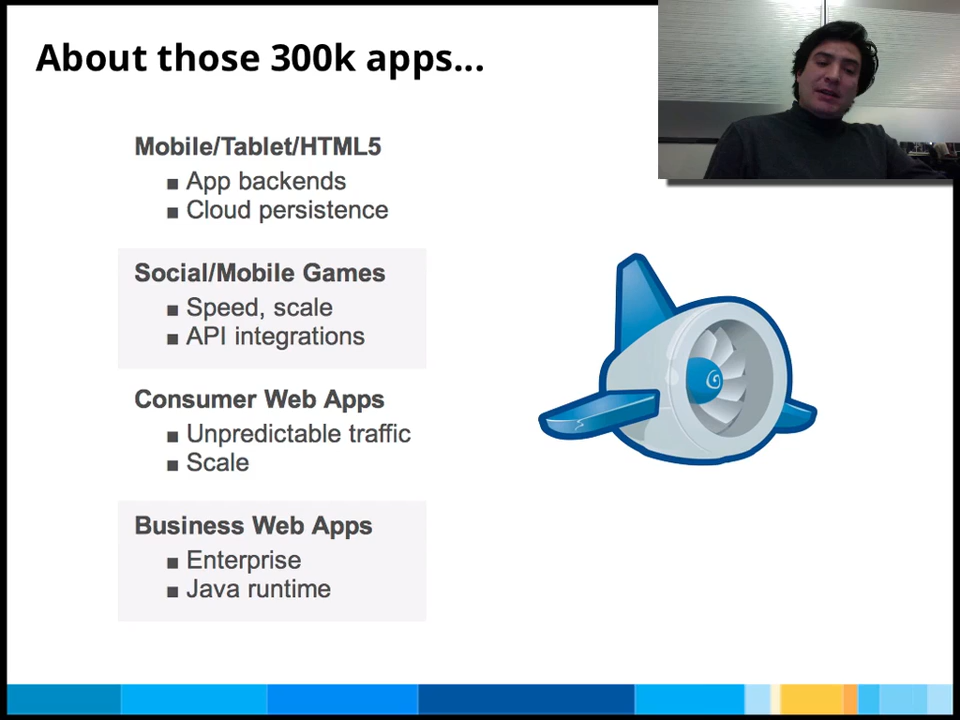 About those 300k apps...
Mobile/Tablet/HTML5
■ App backends
■ Cloud persistence
Social/Mobile Games
■ Speed, scale
■ API integrations
Consumer Web Apps
■ Unpredictable traffic
■ Scale
Business Web Apps
■ Enterprise
■ Java runtime